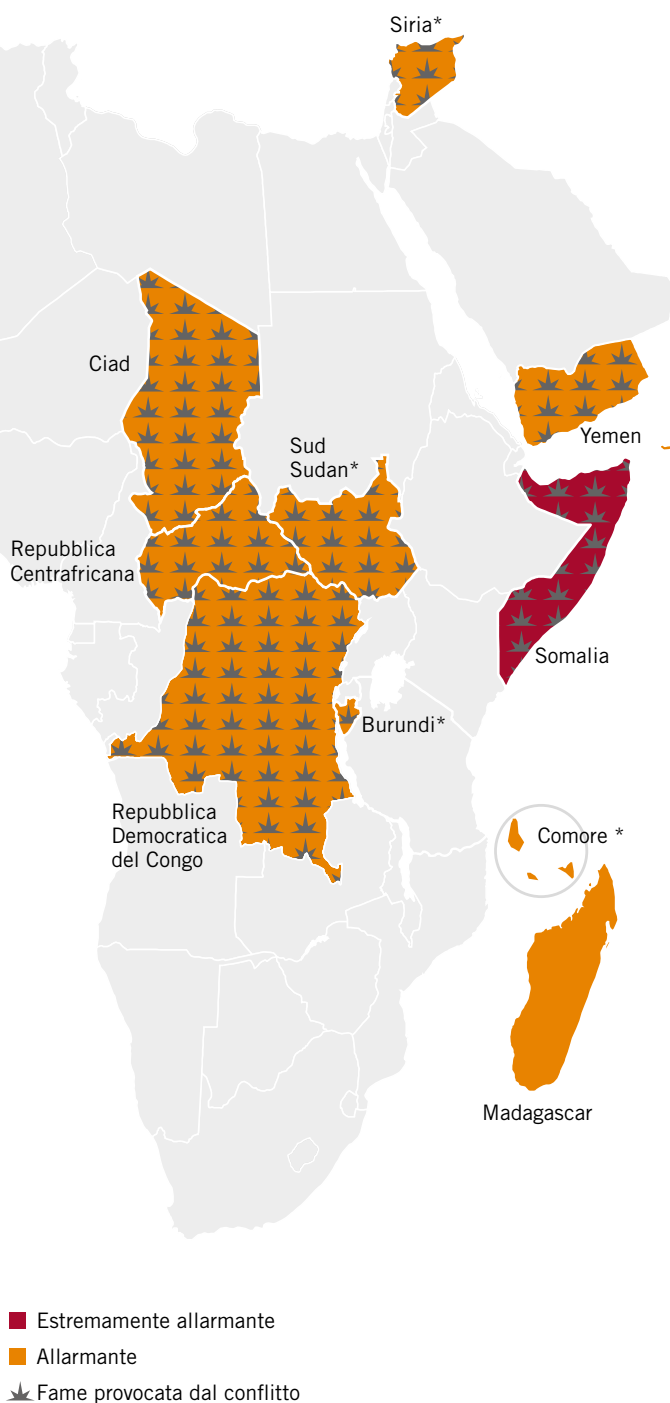 Siria*
Ciad
Sud
Sudan*
Yemen
Repubblica
Centrafricana
Somalia
Burundi*
Repubblica
Democratica
del Congo
Comore *
Madagascar
Estremamente allarmante
Allarmante
Fame provocata dal conflitto